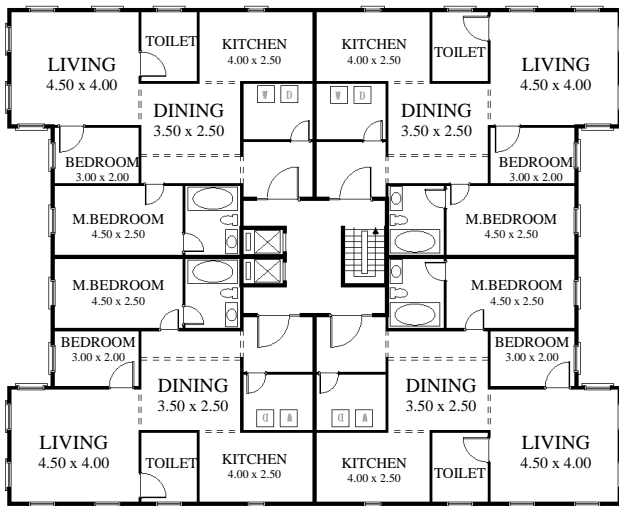 LIVING
4.50 x 4.00
TOILET
KITCHEN
4.00 x 2.50
KITCHEN
4.00 x 2.50
TOILET
LIVING
4.50 x 4.00
W D
W D
DINING
3.50 x 2.50
DINING
3.50 x 2.50
BEDROOM
3.00 x 2.00
BEDROOM
3.00 x 2.00
M.BEDROOM
4.50 x 2.50
M.BEDROOM
4.50 x 2.50
M.BEDROOM
4.50 x 2.50
M.BEDROOM
4.50 x 2.50
BEDROOM
3.00 x 2.00
BEDROOM
3.00 x 2.00
DINING
3.50 x 2.50
DINING
3.50 x 2.50
D W
D W
LIVING
4.50 x 4.00
TOILET
KITCHEN
4.00 x 2.50
KITCHEN
4.00 x 2.50
TOILET
LIVING
4.50 x 4.00